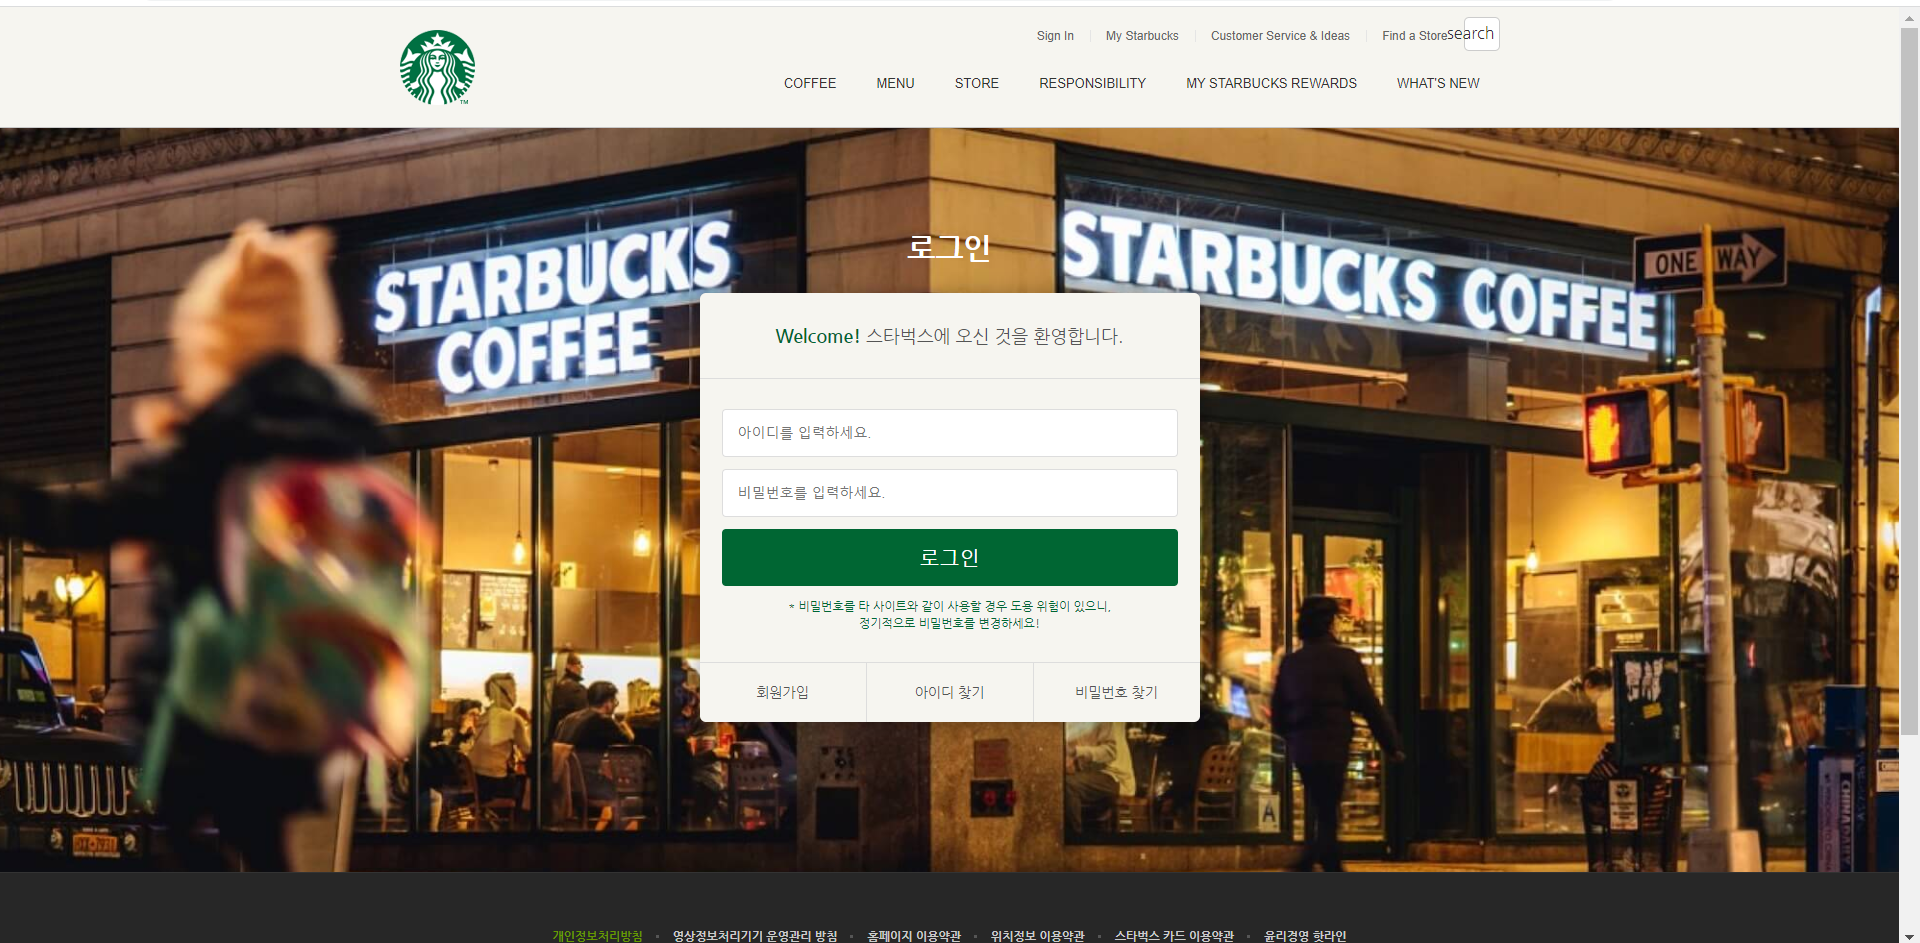 Sign In
My Starbucks
Customer Service & Ideas
Find a Store
search
TM
COFFEE
MENU
STORE
RESPONSIBILITY
MY STARBUCKS REWARDS
WHAT'S NEW
STARBUCKS
COFFEE
STARBUCKS COFFEE
ONE WAY
로그인
Welcome! 스타벅스에 오신 것을 환영합니다.
아이디를 입력하세요.
비밀번호를 입력하세요.
로그인
* 비밀번호를 타 사이트와 같이 사용할 경우 도용 위험이 있으니,
정기적으로 비밀번호를 변경하세요!
회원가입
아이디 찾기
비밀번호 찾기
A
개인정보처리방침
영상정보처리기기 운영관리 방침
홈페이지 이용약관
위치정보 이용약관
스타벅스 카드 이용약관
윤리경영 핫라인